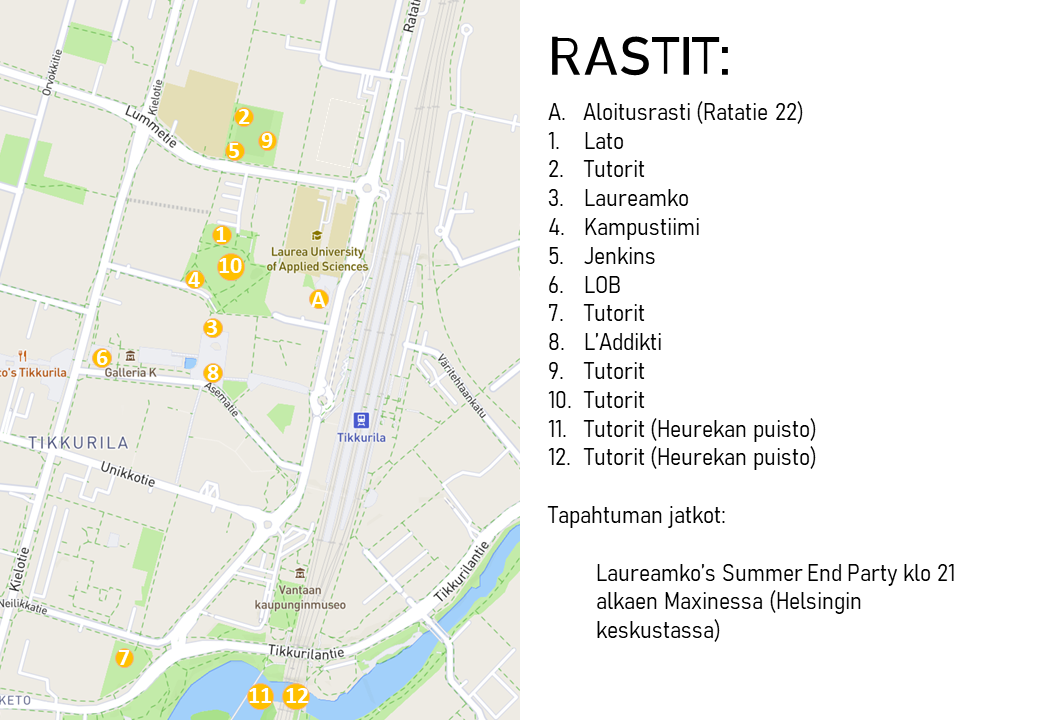 Ratati
Orvokkitie
Kielotie
Lummetie
2
9
5
1
10
4
A
3
6
8
Laurea University
of Applied Sciences
co's Tikkurila
Galleria K
Asematie
Väritehtaankatu
Tikkurila
TIKKURILA
Unikkotie
Kielotie
Neilikkatie
Vantaan
kaupunginmuseo
Tikkurilantie
Tikkurilantie
7
11
12
KETO
RASTIT:
A. Aloitusrasti (Ratatie 22)
1. Lato
2. Tutorit
3. Laureamko
4. Kampustiimi
5. Jenkins
6. LOB
7. Tutorit
8. L'Addikti
9. Tutorit
10. Tutorit
11. Tutorit (Heurekan puisto)
12. Tutorit (Heurekan puisto)
Tapahtuman jatkot:
Laureamko's Summer End Party klo 21
alkaen Maxinessa (Helsingin
keskustassa)